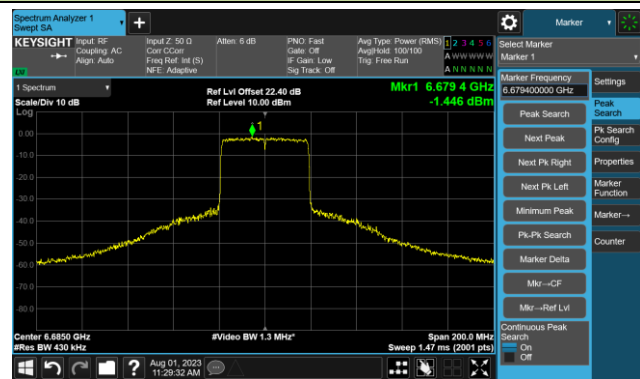 Spectrum Analyzer 1
Swept SA
Marker
KEYSIGHT
Input: RF
Coupling: AC
Align: Auto
Input Z: 50 Ω
Corr CCorr
Freq Ref: Int (S)
NFE: Adaptive
Atten: 6 dB
PNO: Fast
Gate: Off
IF Gain: Low
Sig Track: Off
Avg Type: Power (RMS)
Avg|Hold: 100/100
Trig: Free Run
1 2 3 4 5 6
A W W W W W
A N N N N N
LXI
Select Marker
Marker 1
1 Spectrum
Scale/Div 10 dB
Log
Ref Lvl Offset 22.40 dB
Ref Level 10.00 dBm
Mkr1 6.679 4 GHz
-1.446 dBm
1
0.00
-10.0
-20.0
-30.0
-40.0
-50.0
-60.0
-70.0
-80.0
Center 6.6850 GHz
#Res BW 430 kHz
#Video BW 1.3 MHz*
Span 200.0 MHz
Sweep 1.47 ms (2001 pts)
Marker Frequency
6.679400000 GHz
Peak Search
Next Peak
Next Pk Right
Next Pk Left
Minimum Peak
Pk-Pk Search
Marker Delta
Mkr→CF
Mkr→Ref Lvl
Continuous Peak
Search
On
Off
Settings
Peak
Search
Pk Search
Config
Properties
Marker
Function
Marker→
Counter
?
Aug 01, 2023
11:29:32 AM